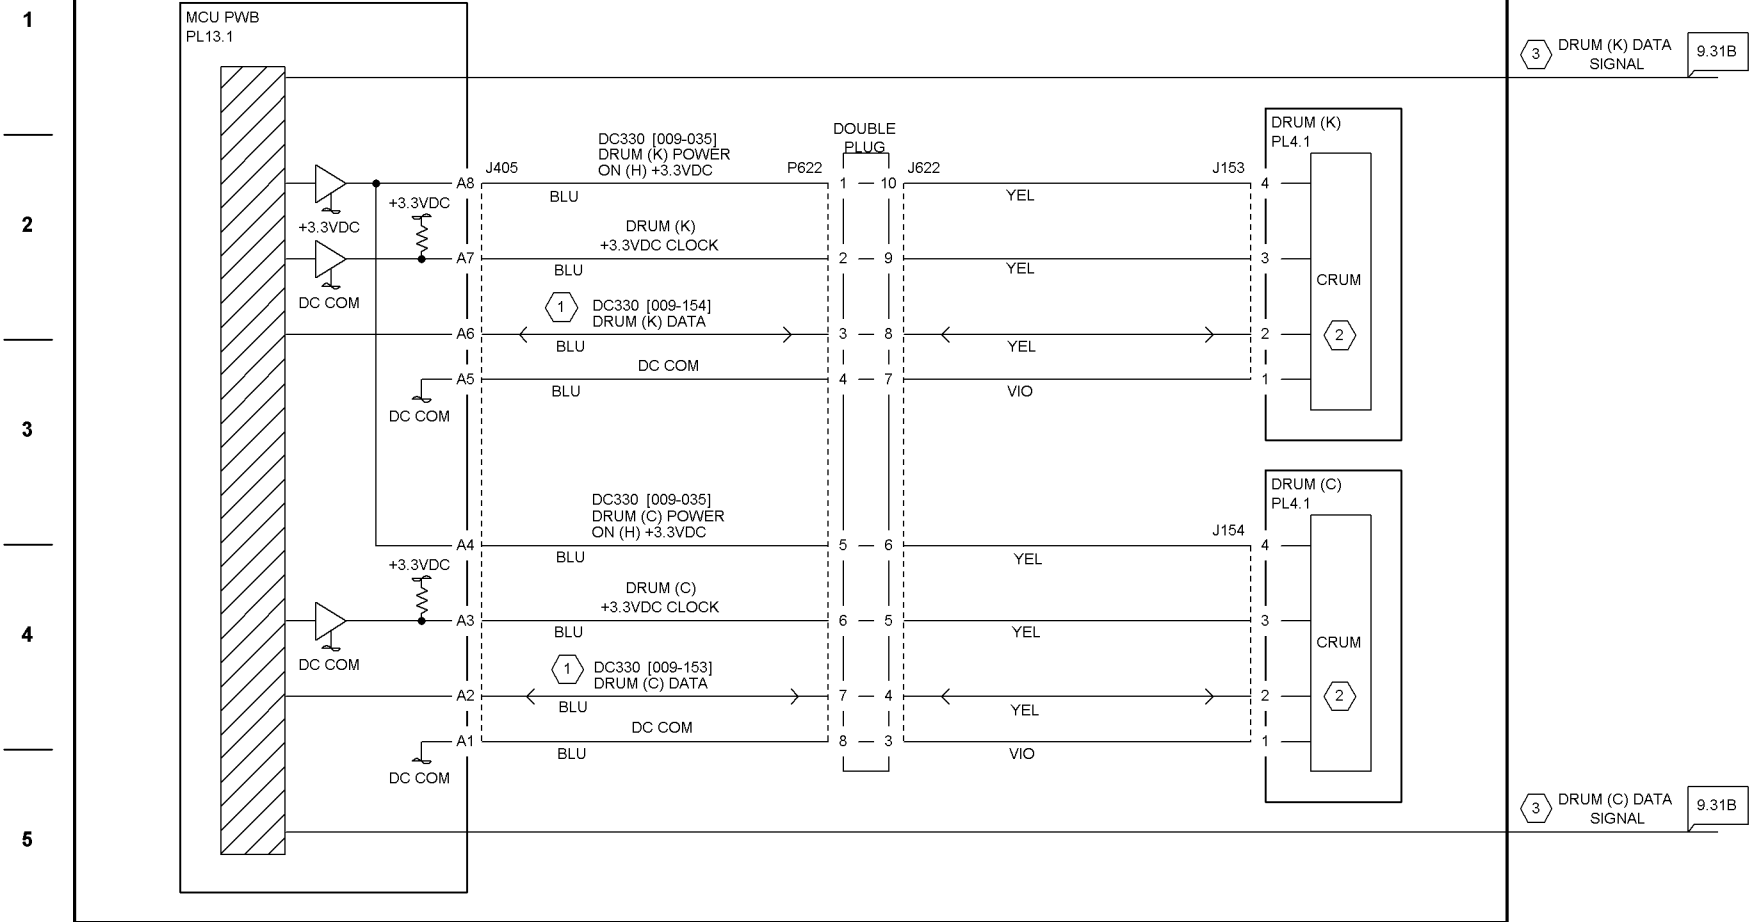 1
MCU PWB
PL13.1
3
DRUM (K) DATA
SIGNAL
9.31B
DRUM (K)
PL4.1
DOUBLE
PLUG
DC330 [009-035]
DRUM (K) POWER
ON (H) +3.3VDC
J405
P622
J622
J153
A8
1
10
4
BLU
YEL
+3.3VDC
+3.3VDC
2
DRUM (K)
+3.3VDC CLOCK
A7
2
9
3
BLU
YEL
CRUM
DC COM
1
DC330 [009-154]
DRUM (K) DATA
A6
3
8
2
2
BLU
YEL
DC COM
A5
4
7
1
BLU
VIO
DC COM
3
DRUM (C)
PL4.1
DC330 [009-035]
DRUM (C) POWER
ON (H) +3.3VDC
J154
A4
5
6
4
BLU
YEL
+3.3VDC
DRUM (C)
+3.3VDC CLOCK
A3
6
5
3
4
BLU
YEL
CRUM
DC COM
1
DC330 [009-153]
DRUM (C) DATA
A2
7
4
2
2
BLU
YEL
DC COM
A1
8
3
1
BLU
VIO
DC COM
3
DRUM (C) DATA
SIGNAL
9.31B
5